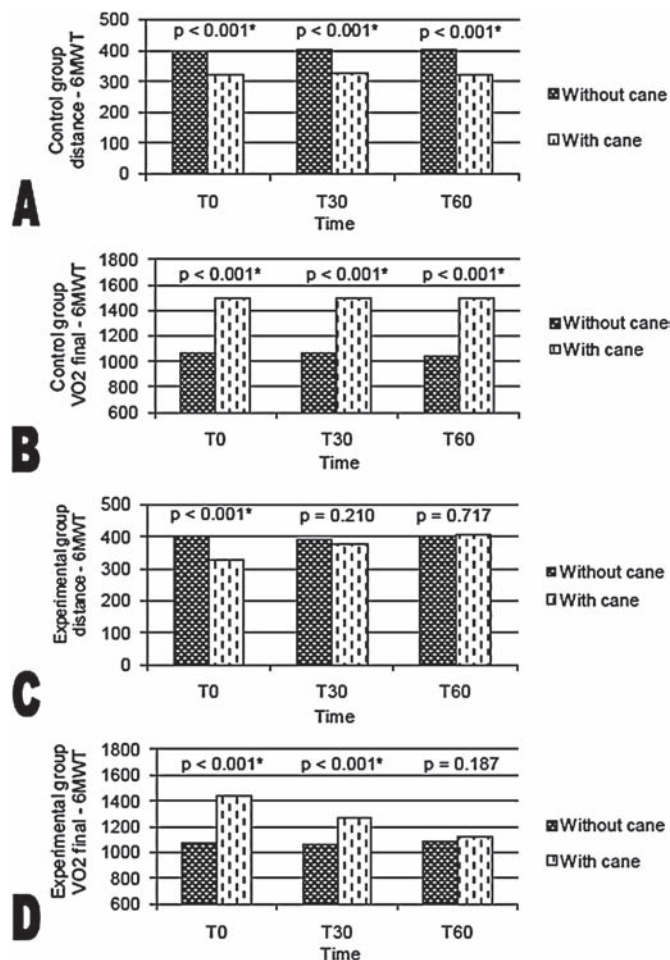 500
p < 0.001* p < 0.001* p < 0.001*
400
300
200
100
0
Control group
distance - 6MWT
T0 T30 T60
Time
Without cane
With cane
A
1800
1600
p < 0.001* p < 0.001* p < 0.001*
1400
1200
1000
800
600
Control group
VO2 final - 6MWT
T0 T30 T60
Time
Without cane
With cane
B
500
p < 0.001* p = 0.210 p = 0.717
400
300
200
100
0
Experimental group
distance - 6MWT
T0 T30 T60
Time
Without cane
With cane
C
1800
p < 0.001* p < 0.001* p = 0.187
1600
1400
1200
1000
800
600
Experimental group
VO2 final - 6MWT
T0 T30 T60
Time
Without cane
With cane
D